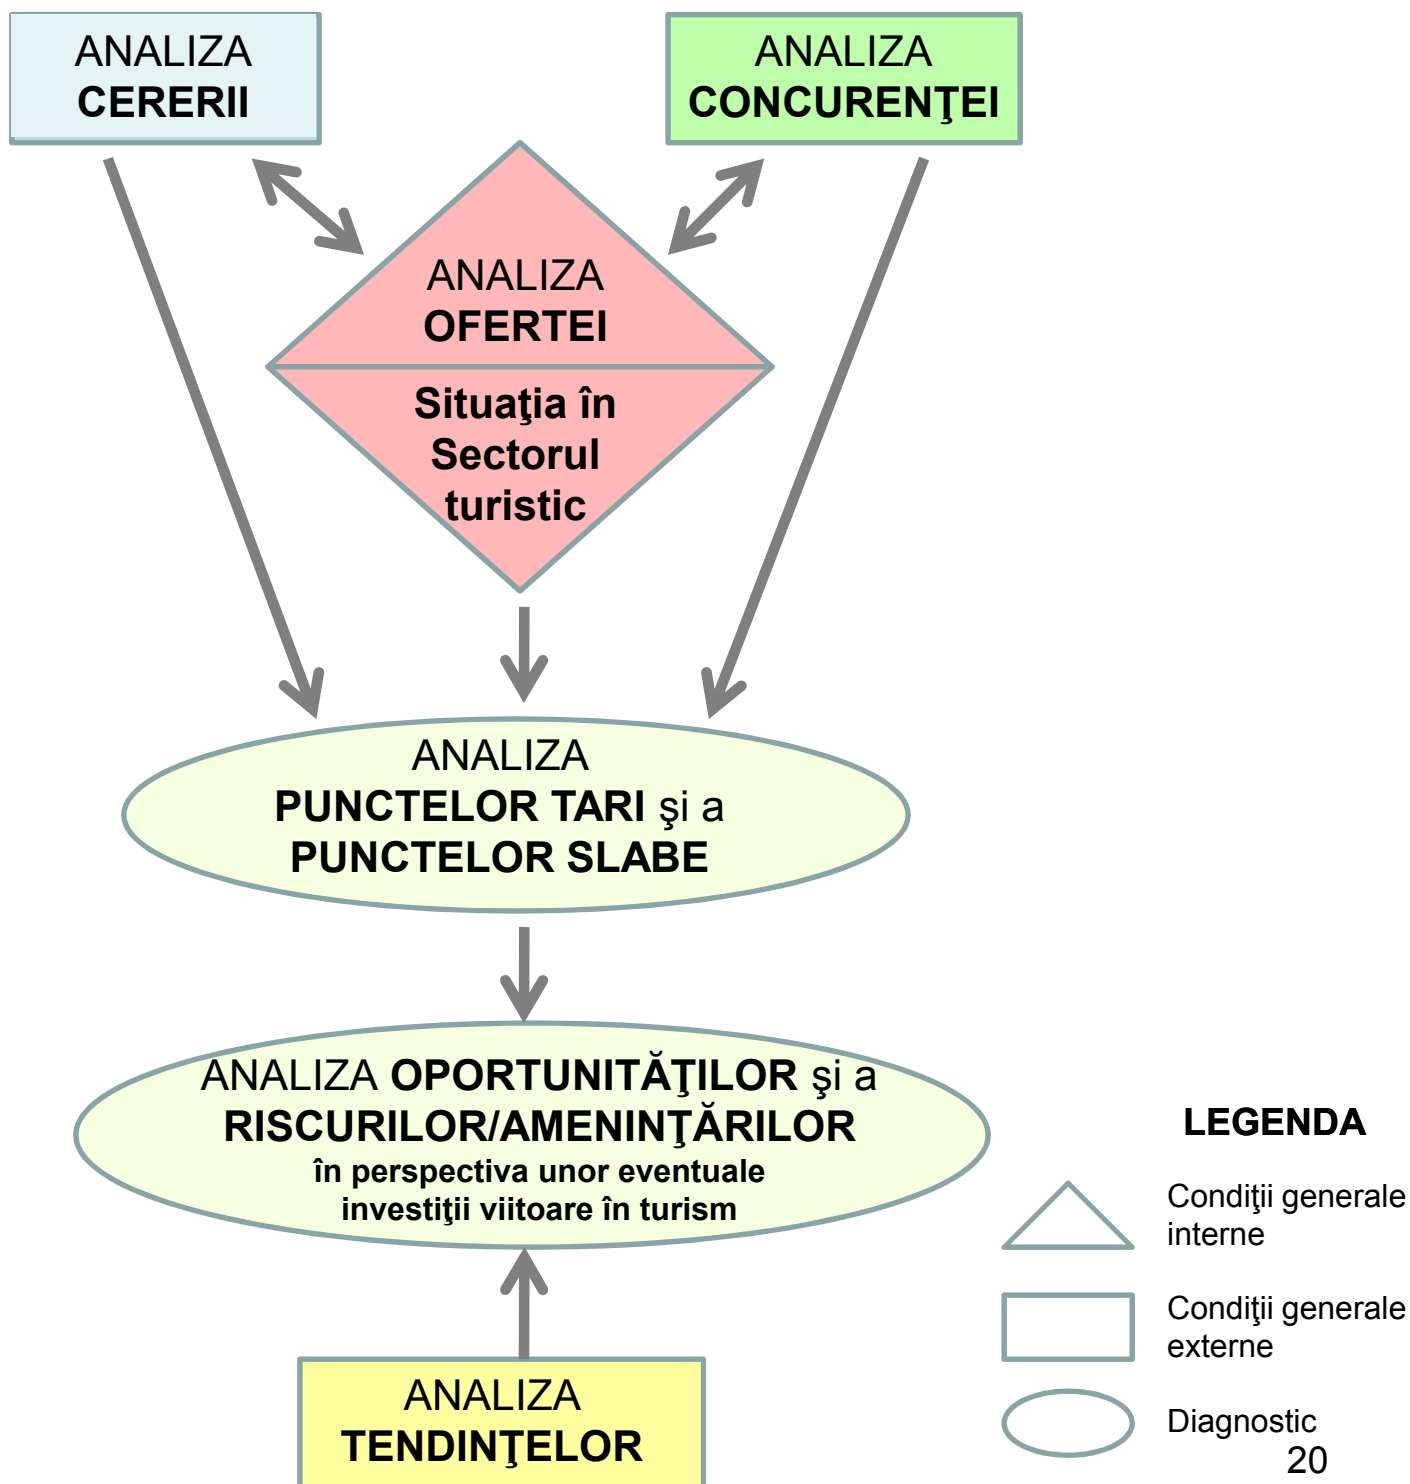 ANALIZA
CERERII
ANALIZA
CONCURENŢEI
ANALIZA
OFERTEI
Situaţia în
Sectorul
turistic
ANALIZA
PUNCTELOR TARI şi a
PUNCTELOR SLABE
ANALIZA OPORTUNITĂŢILOR şi a
RISCURILOR/AMENINŢĂRILOR
în perspectiva unor eventuale
investiţii viitoare în turism
ANALIZA
TENDINŢELOR
LEGENDA
Condiţii generale
interne
Condiţii generale
externe
Diagnostic
20